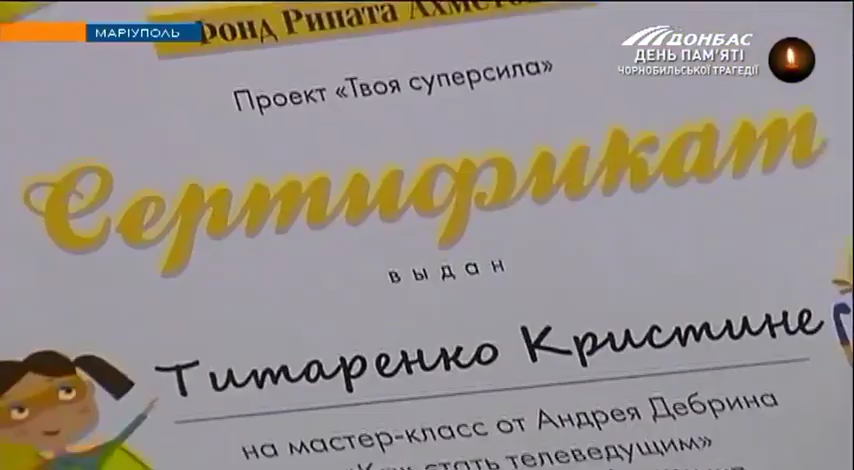 МАРІУПОЛЬ
Фонд Рината
ДОНБАС
ДЕНЬ ПАМ'ЯТІ
ЧОРНОБИЛЬСЬКОЇ ТРАГЕДІЇ
Проект «Твоя суперсила»
Сертификат
выдан
Титаренко Кристине
на мастер-класс от Андрея Дебрина
«Как стать телеведущим»